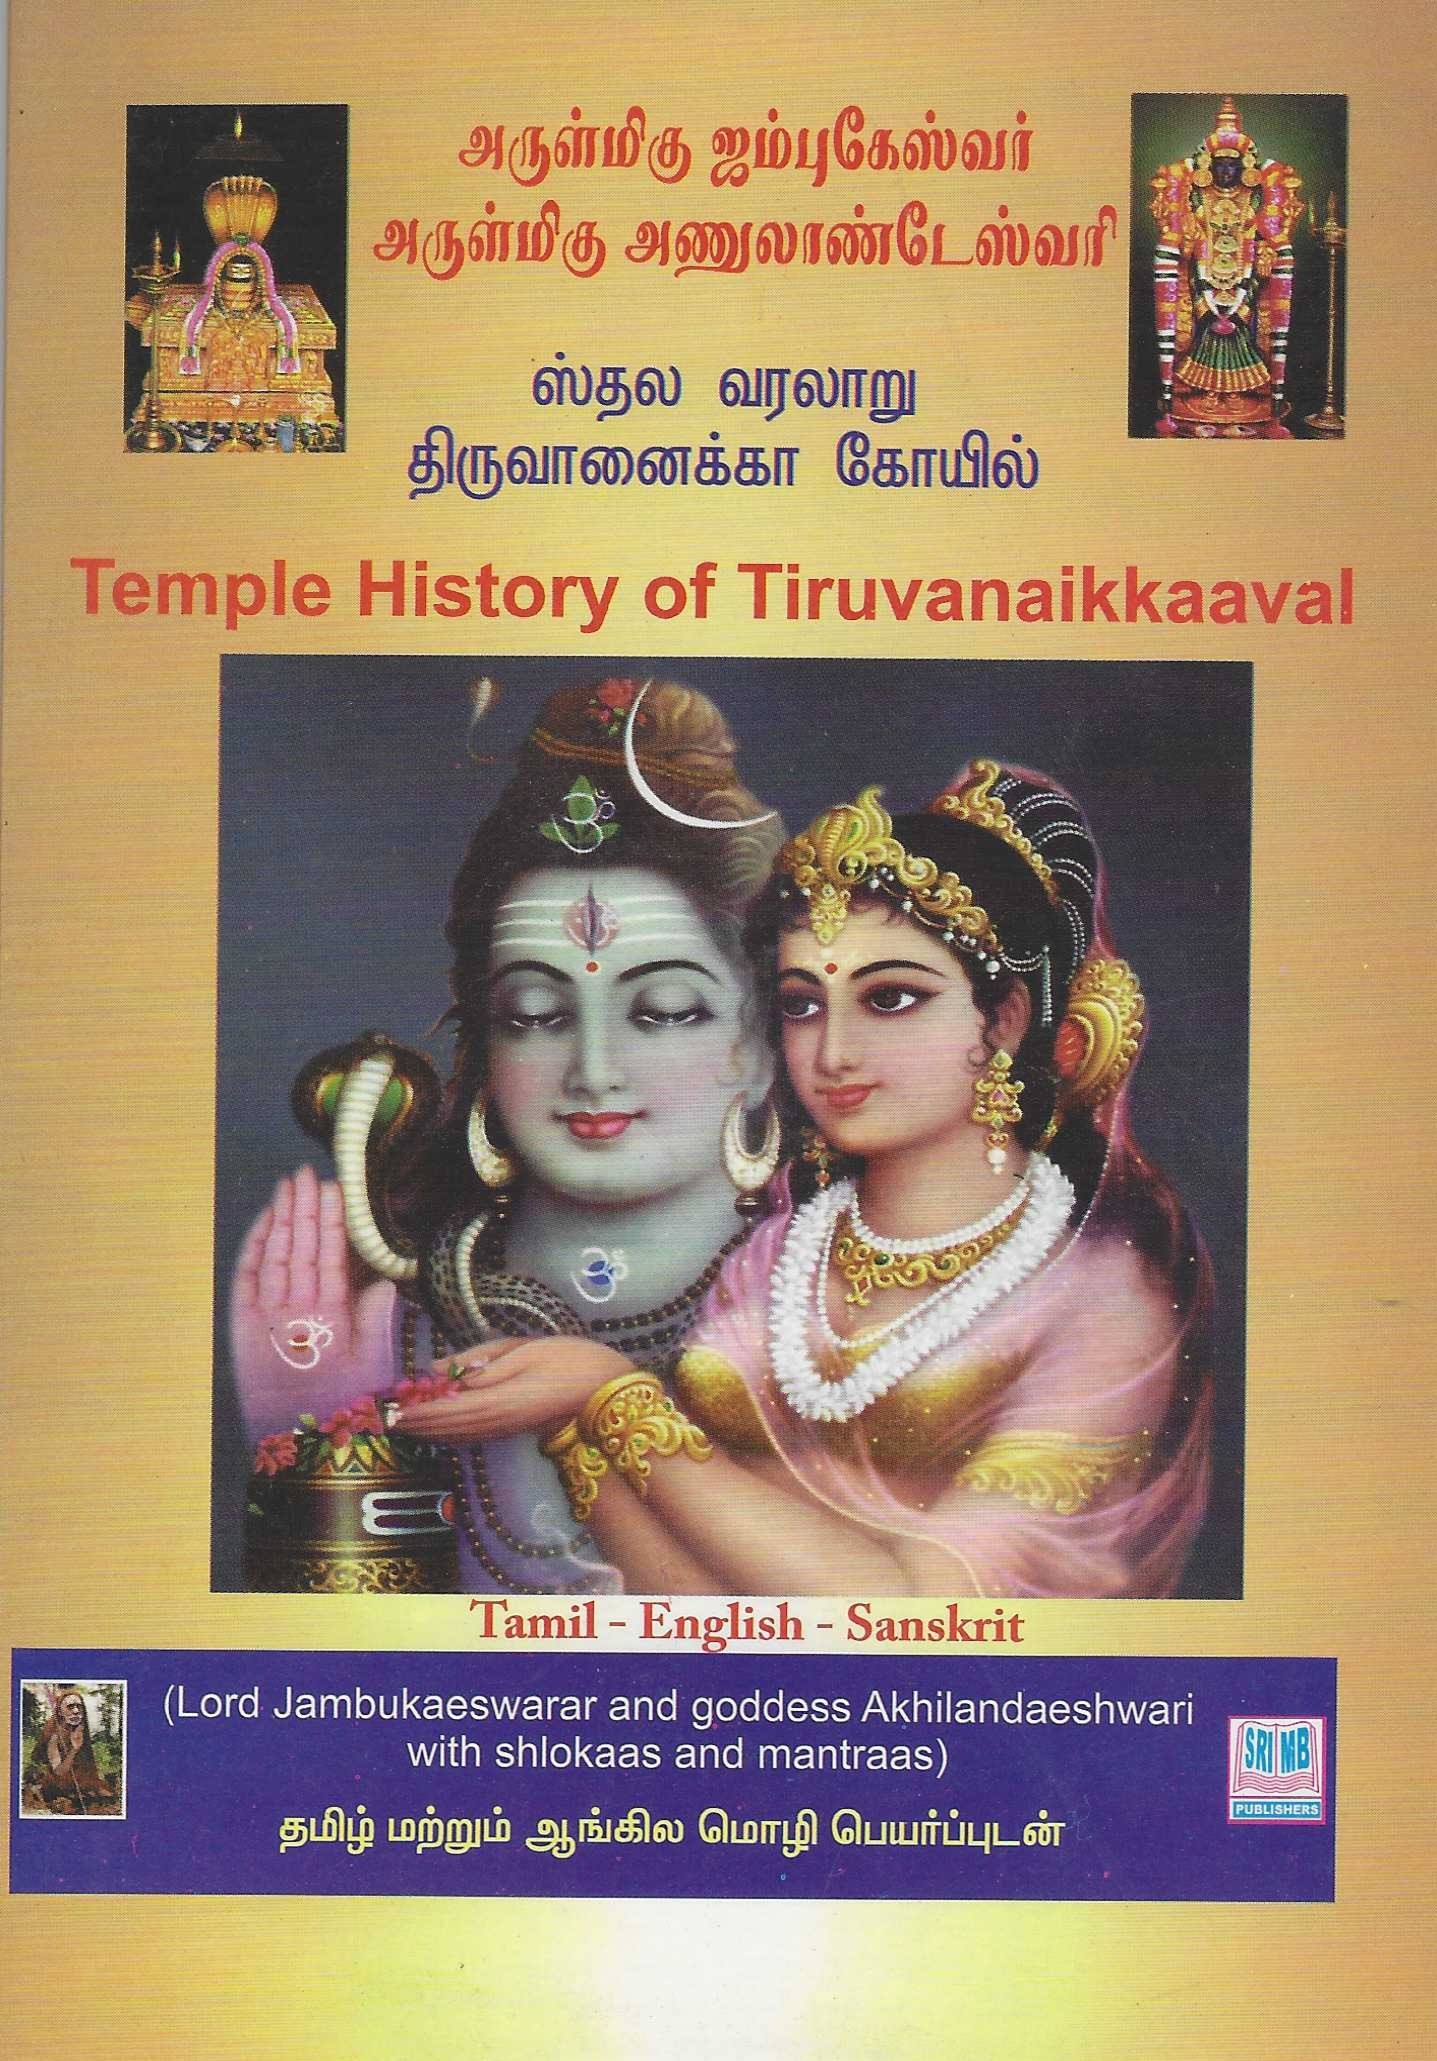 அருள்மிகு ஜம்புகேஸ்வர்
அருள்மிகு அணுலாண்டேஸ்வரி
ஸ்தல வரலாறு
திருவானைக்கா கோயில்
Temple History of Tiruvanaikkaaval
Tamil - English - Sanskrit
(Lord Jambukaeswarar and goddess Akhilandaeshwari
with shlokaas and mantraas)
தமிழ் மற்றும் ஆங்கில மொழி பெயர்ப்புடன்
SRI MB
PUBLISHERS